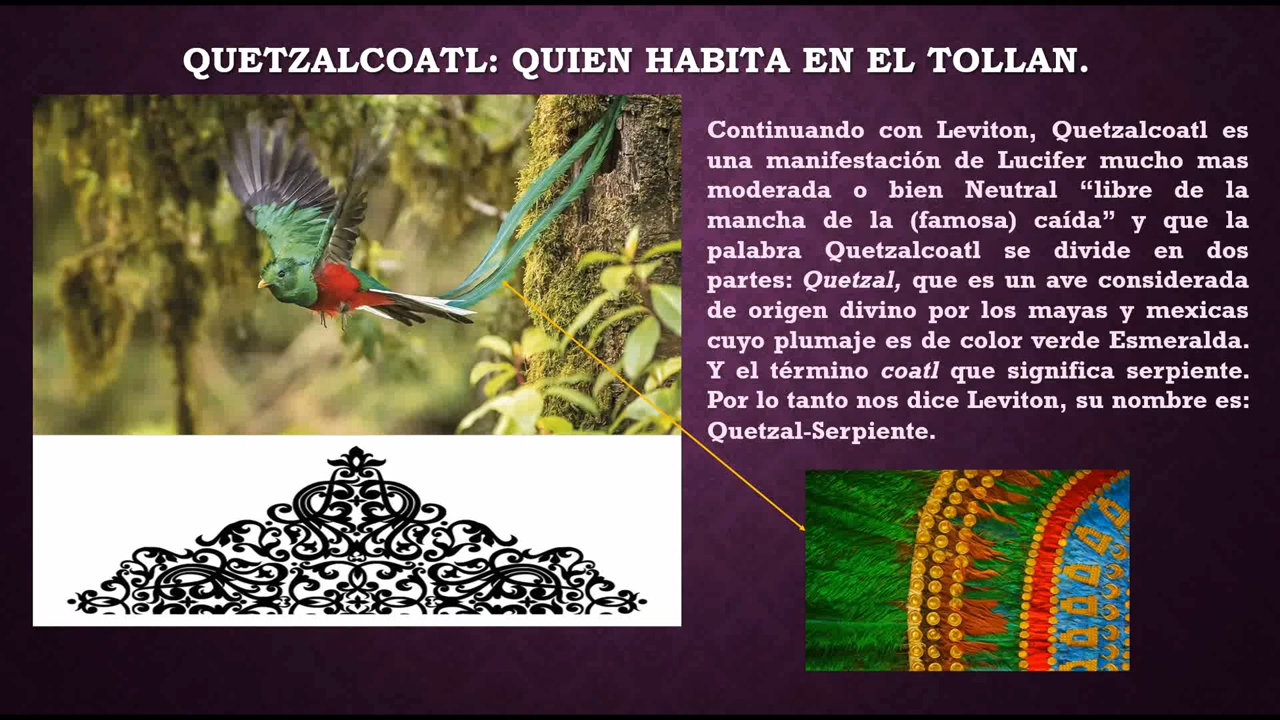 QUETZALCOATL: QUIEN HABITA EN EL TOLLAN.
Continuando con Leviton, Quetzalcoatl es
una manifestación de Lucifer mucho mas
moderada o bien Neutral “libre de la
mancha de la (famosa) caída” y que la
palabra Quetzalcoatl se divide en dos
partes: Quetzal, que es un ave considerada
de origen divino por los mayas y mexicas
cuyo plumaje es de color verde Esmeralda.
Y el término coatl que significa serpiente.
Por lo tanto nos dice Leviton, su nombre es:
Quetzal-Serpiente.